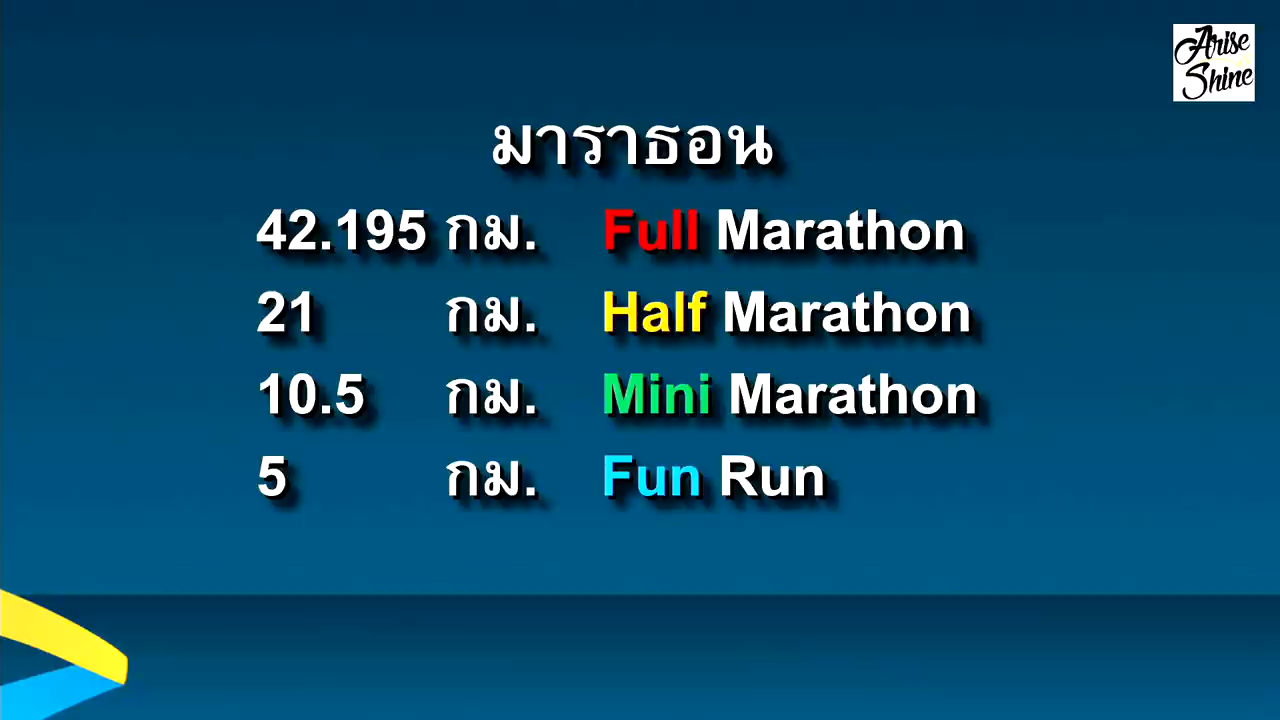 Arise
Shine
มาราธอน
42.195 กม. Full Marathon
21 กม. Half Marathon
10.5 กม. Mini Marathon
5 กม. Fun Run